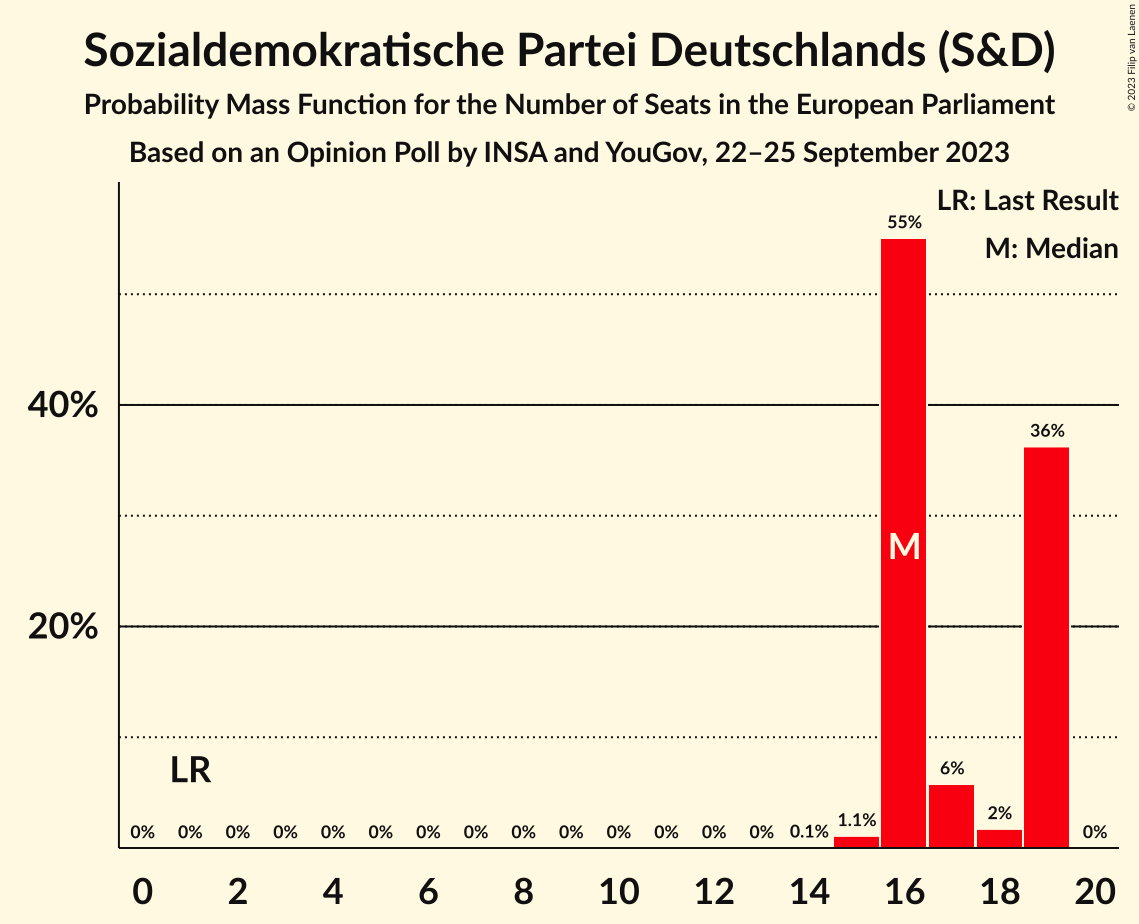 Sozialdemokratische Partei Deutschlands (S&D)
Probability Mass Function for the Number of Seats in the European Parliament
Based on an Opinion Poll by INSA and YouGov, 22–25 September 2023
© 2023 Filip van Laenen
LR: Last Result
M: Median
55%
40%
36%
M
20%
LR
6%
2%
1.1%
0% 0% 0% 0% 0% 0% 0% 0% 0% 0% 0% 0% 0% 0% 0.1% 0%
0 2 4 6 8 10 12 14 16 18 20